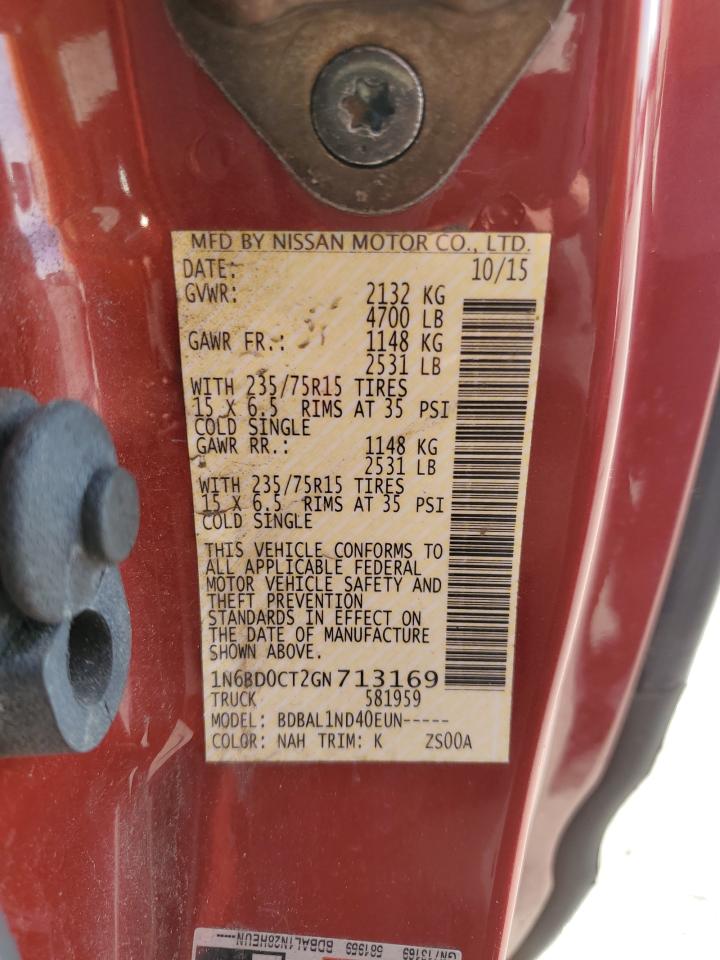 MFD BY NISSAN MOTOR CO., LTD.
DATE: 10/15
GVWR: 2132 KG
4700 LB
GAWR FR.: 1148 KG
2531 LB
WITH 235/75R15 TIRES
15 X 6.5 RIMS AT 35 PSI
COLD SINGLE
GAWR RR.: 1148 KG
2531 LB
WITH 235/75R15 TIRES
15 X 6.5 RIMS AT 35 PSI
COLD SINGLE
THIS VEHICLE CONFORMS TO
ALL APPLICABLE FEDERAL
MOTOR VEHICLE SAFETY AND
THEFT PREVENTION
STANDARDS IN EFFECT ON
THE DATE OF MANUFACTURE
SHOWN ABOVE.
1N6BD0CT2GN713169
TRUCK 581959
MODEL: BDBAL1ND40EUN-----
COLOR: NAH TRIM: K ZS00A
GN713169 581959 BDBAL1N28HEUN-----